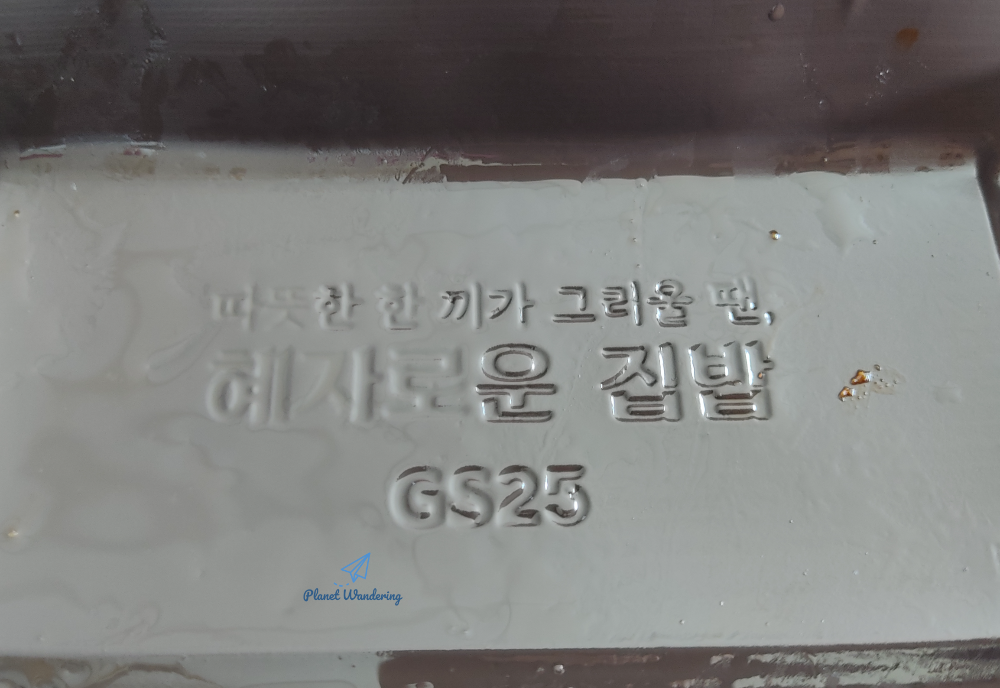 따뜻한 한 끼가 그리울 땐,
혜자로운 집밥
GS25
Planet Wandering